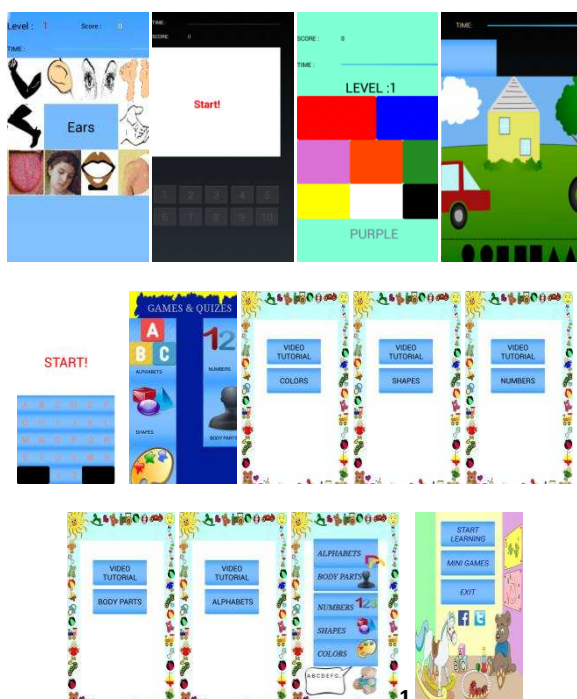 Level : 1 Score : 0
TIME :
Ears
TIME :
SCORE 0
Start!
1 2 3 4 5
6 7 8 9 10
SCORE : 0
TIME :
LEVEL :1
PURPLE
TIME:
START!
GAMES & QUIZES
A
B C
ALPHABETS
12
NUMBERS
SHAPES
BODY PARTS
VIDEO
TUTORIAL
COLORS
VIDEO
TUTORIAL
SHAPES
VIDEO
TUTORIAL
NUMBERS
VIDEO
TUTORIAL
BODY PARTS
VIDEO
TUTORIAL
ALPHABETS
ALPHABETS
BODY PARTS
NUMBERS 123
SHAPES
COLORS
ABCDEFG..
START
LEARNING
MINI GAMES
EXIT